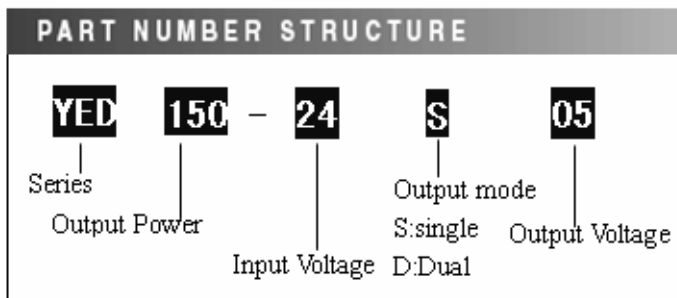 PART NUMBER STRUCTURE
YED 150 - 24 S 05
Series
Output Power
Input Voltage
Output mode
S:single
D:Dual
Output Voltage